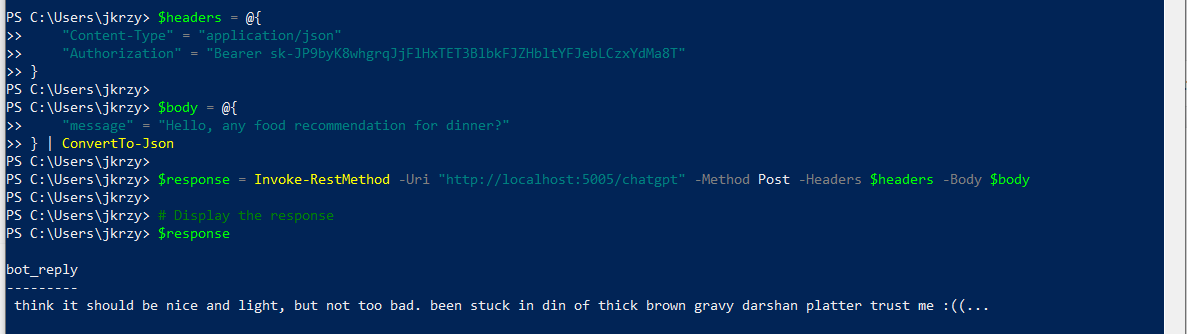 PS C:\Users\jkrzy> $headers = @{
>>     "Content-Type" = "application/json"
>>     "Authorization" = "Bearer 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"
>> }
PS C:\Users\jkrzy>
PS C:\Users\jkrzy> $body = @{
>>     "message" = "Hello, any food recommendation for dinner?"
>> } | ConvertTo-Json
PS C:\Users\jkrzy>
PS C:\Users\jkrzy> $response = Invoke-RestMethod -Uri "http://localhost:5005/chatgpt" -Method Post -Headers $headers -Body $body
PS C:\Users\jkrzy>
PS C:\Users\jkrzy> # Display the response
PS C:\Users\jkrzy> $response
bot_reply
---------
 think it should be nice and light, but not too bad. been stuck in din of thick brown gravy darshan platter trust me :((...